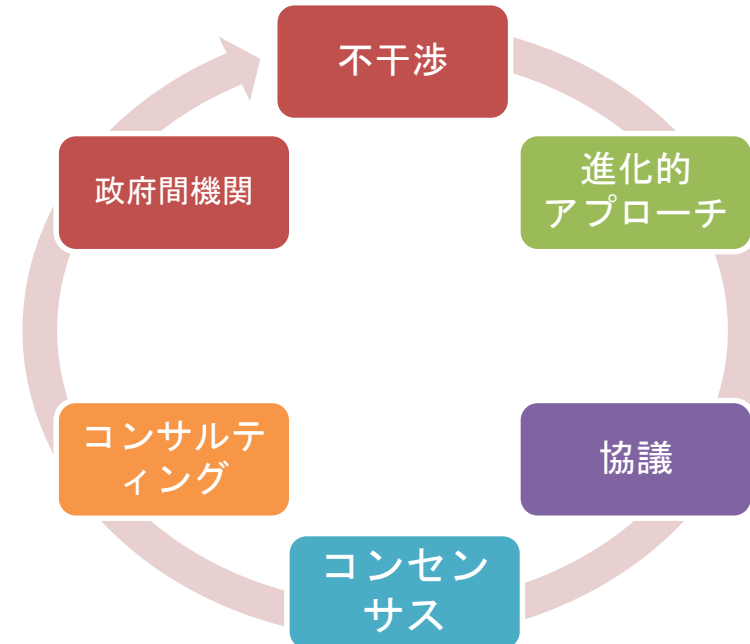 不干渉
進化的
アプローチ
協議
コンセン
サス
コンサルテ
ィング
政府間機関